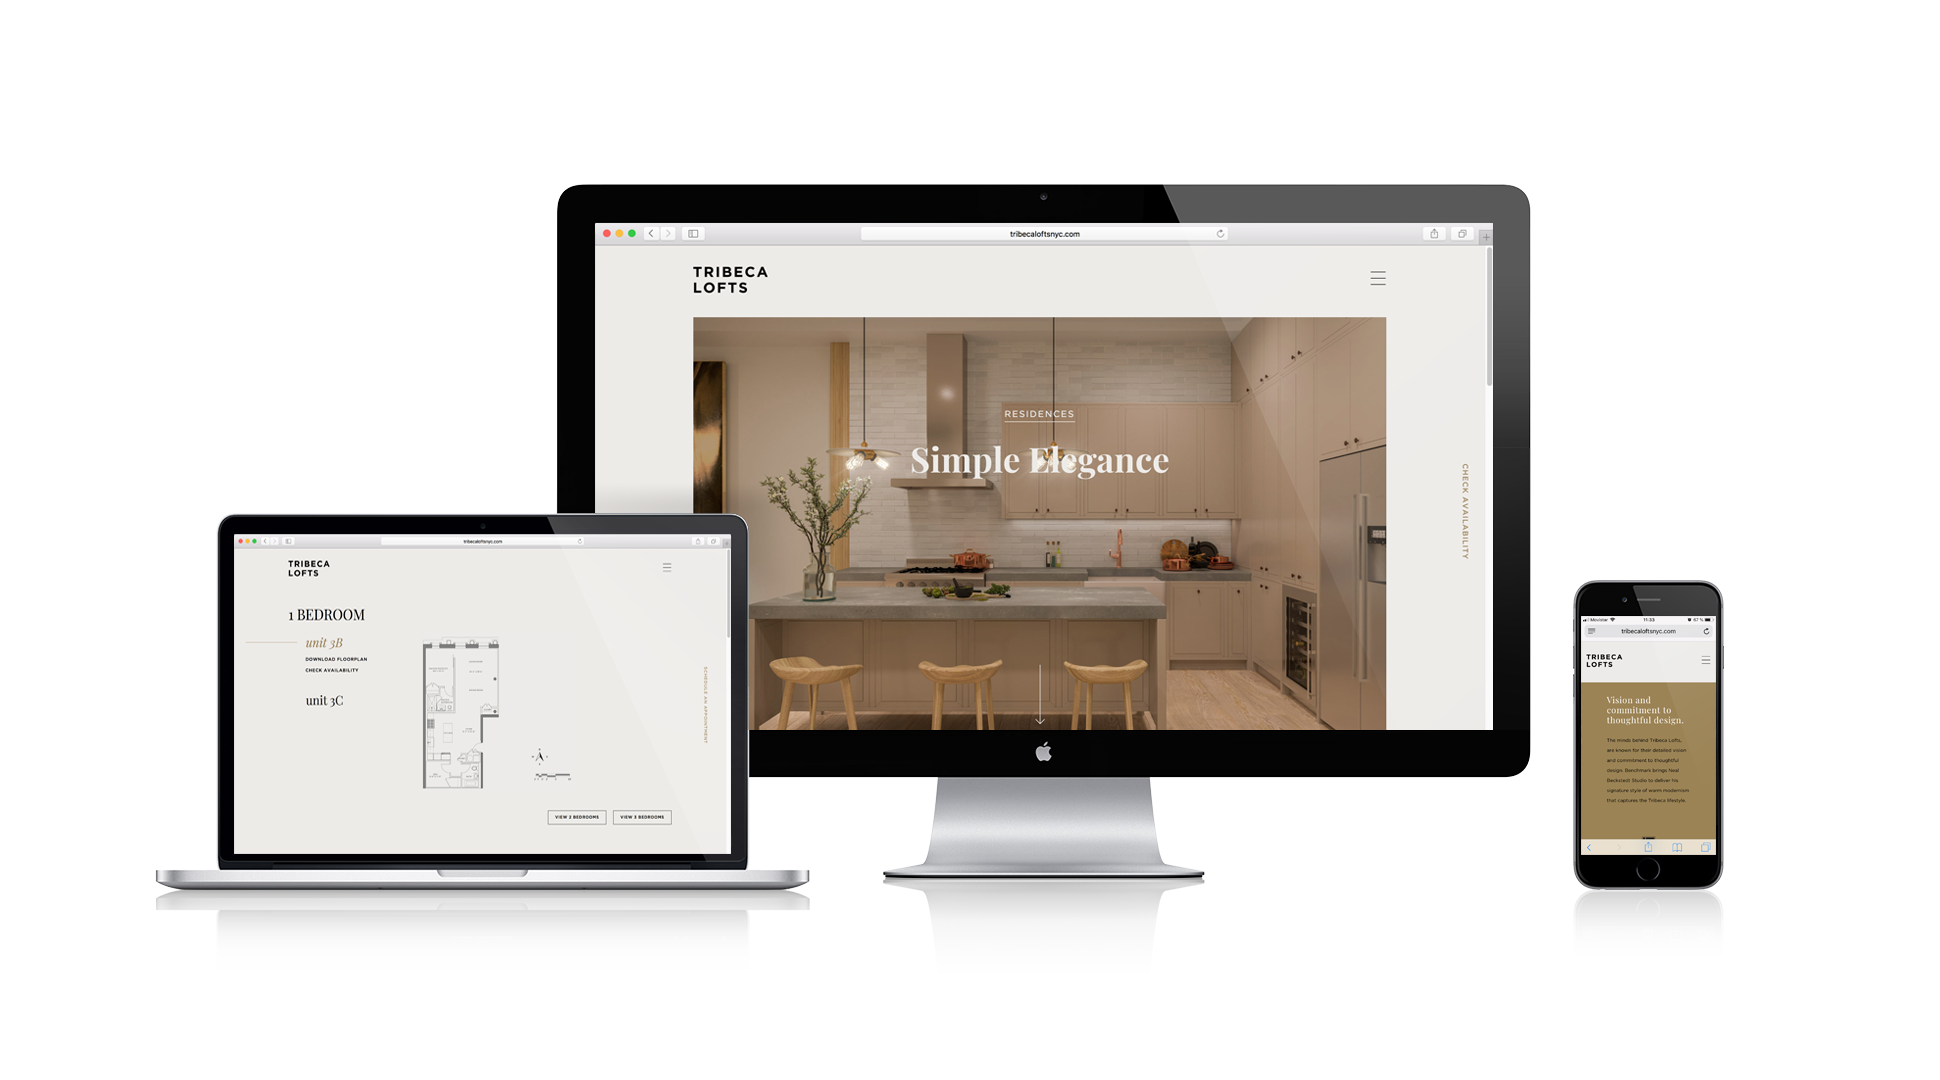 tribecaloftsnyc.com
TRIBECA
LOFTS
RESIDENCES
Simple Elegance
CHECK AVAILABILITY
tribecaloftsnyc.com
TRIBECA
LOFTS
1 BEDROOM
unit 3B
DOWNLOAD FLOORPLAN
CHECK AVAILABILITY
unit 3C
SCHEDULE AN APPOINTMENT
VIEW 2 BEDROOMS
VIEW 3 BEDROOMS
Movistar
11:33
67 %
tribecaloftsnyc.com
TRIBECA
LOFTS
Vision and
commitment to
thoughtful design.
The minds behind Tribeca Lofts,
are known for their detailed vision
and commitment to thoughtful
design. Benchmark brings Neal
Beckstedt Studio to deliver his
signature style of warm modernism
that captures the Tribeca lifestyle.